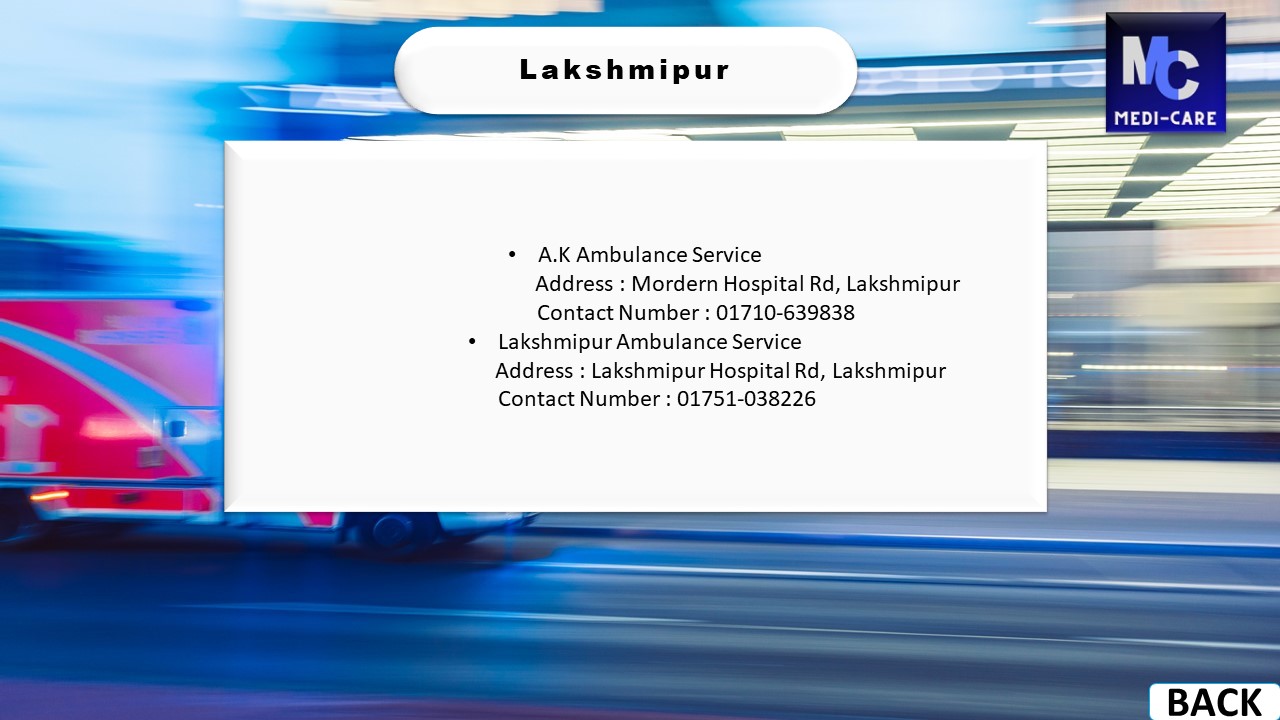 Lakshmipur
MC
MEDI-CARE
• A.K Ambulance Service
Address : Mordern Hospital Rd, Lakshmipur
Contact Number : 01710-639838
• Lakshmipur Ambulance Service
Address : Lakshmipur Hospital Rd, Lakshmipur
Contact Number : 01751-038226
BACK